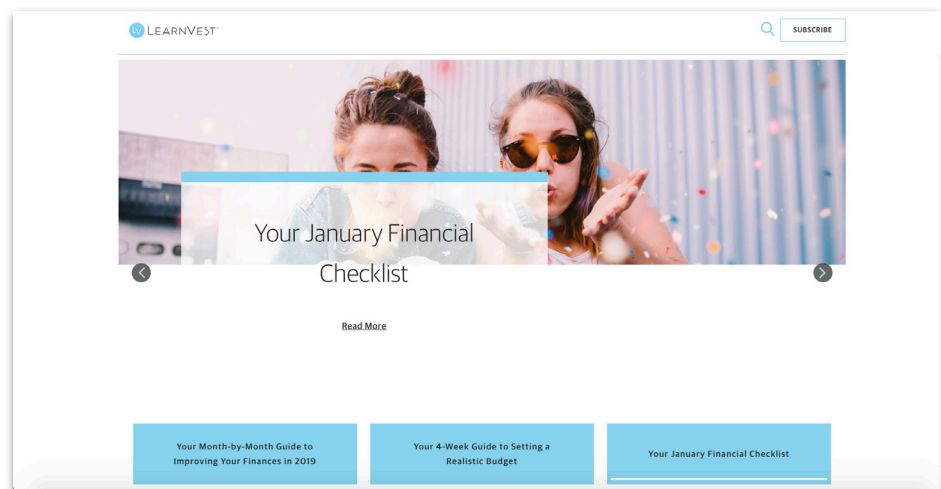 LV LEARNVEST
SUBSCRIBE
Your January Financial
Checklist
Read More
Your Month-by-Month Guide to
Improving Your Finances in 2019
Your 4-Week Guide to Setting a
Realistic Budget
Your January Financial Checklist